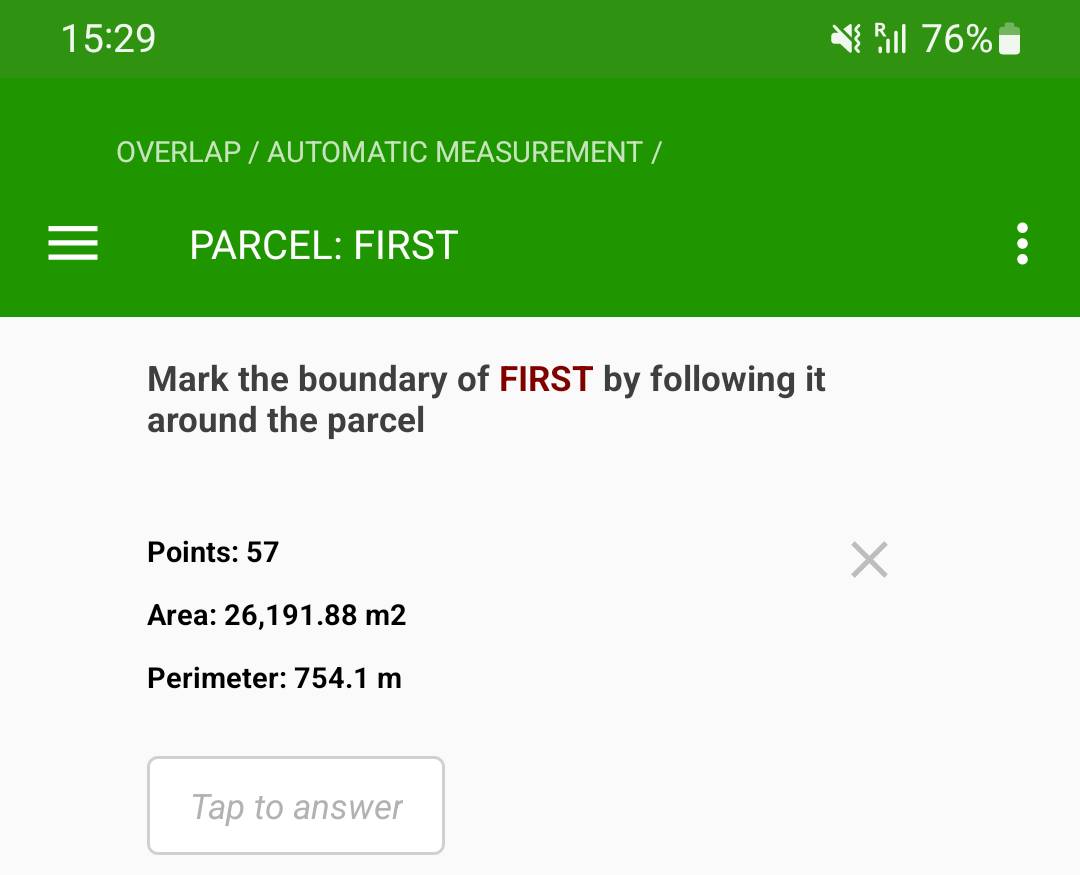 15:29
R 76%
OVERLAP / AUTOMATIC MEASUREMENT /
PARCEL: FIRST
Mark the boundary of FIRST by following it
around the parcel
Points: 57
Area: 26,191.88 m2
Perimeter: 754.1 m
Tap to answer